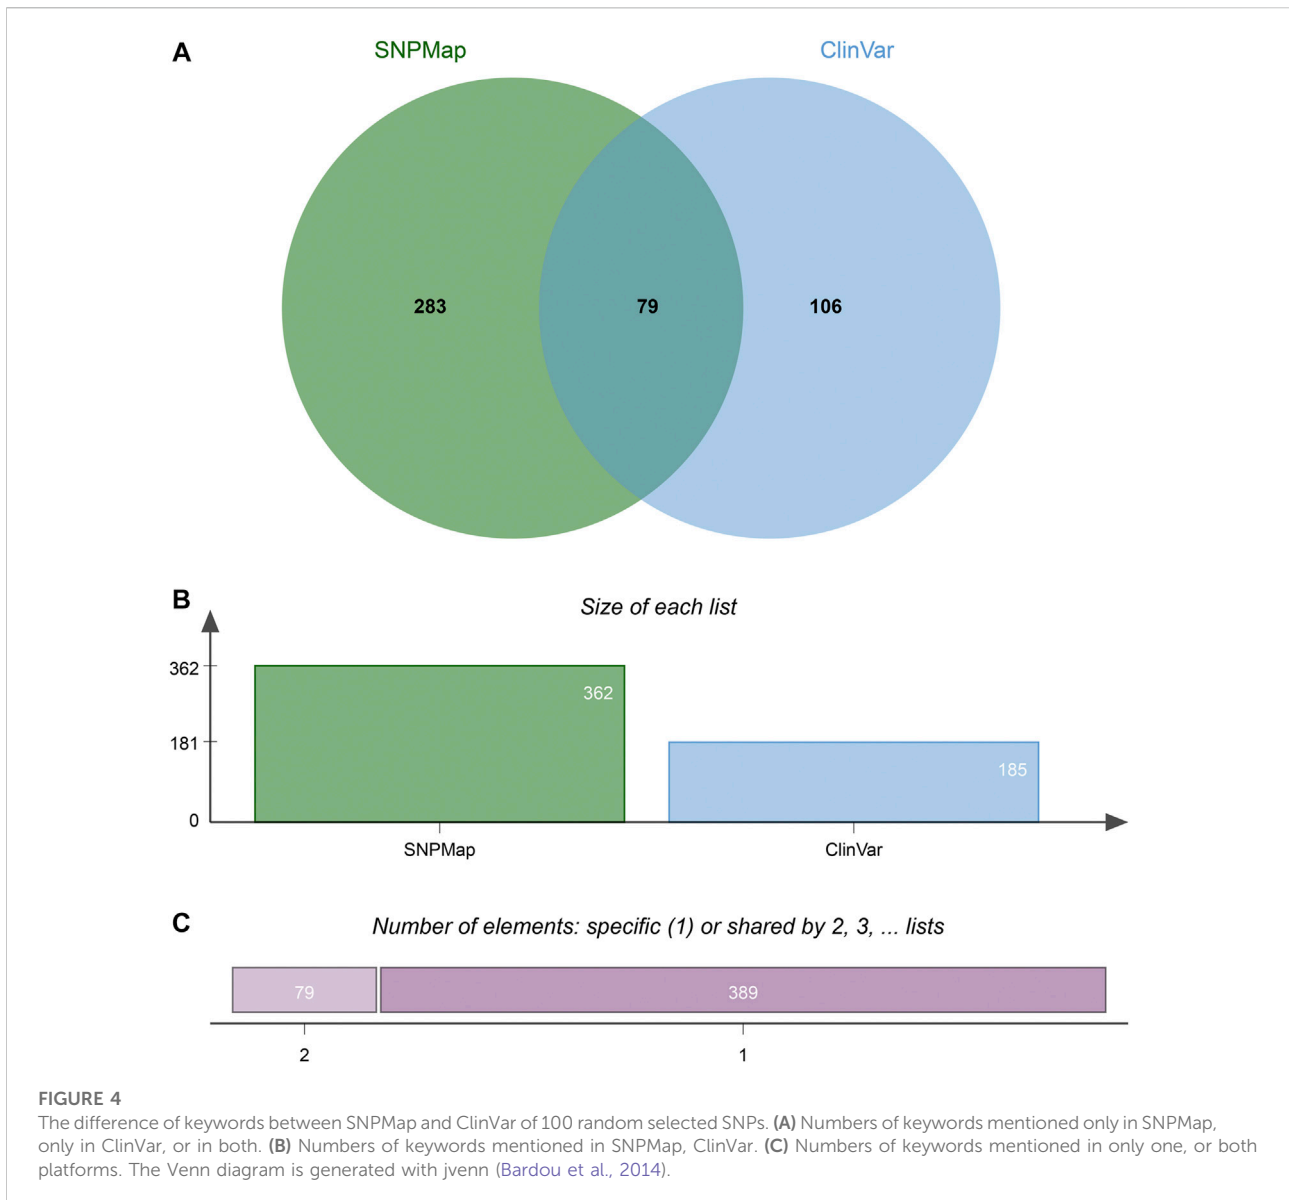 A
SNPMap
ClinVar
283
79
106
B
Size of each list
362
362
181
185
0
SNPMap
ClinVar
C
Number of elements: specific (1) or shared by 2, 3, ... lists
79
389
2
1
FIGURE 4
The difference of keywords between SNPMap and ClinVar of 100 random selected SNPs. (A) Numbers of keywords mentioned only in SNPMap,
only in ClinVar, or in both. (B) Numbers of keywords mentioned in SNPMap, ClinVar. (C) Numbers of keywords mentioned in only one, or both
platforms. The Venn diagram is generated with jvenn (Bardou et al., 2014).